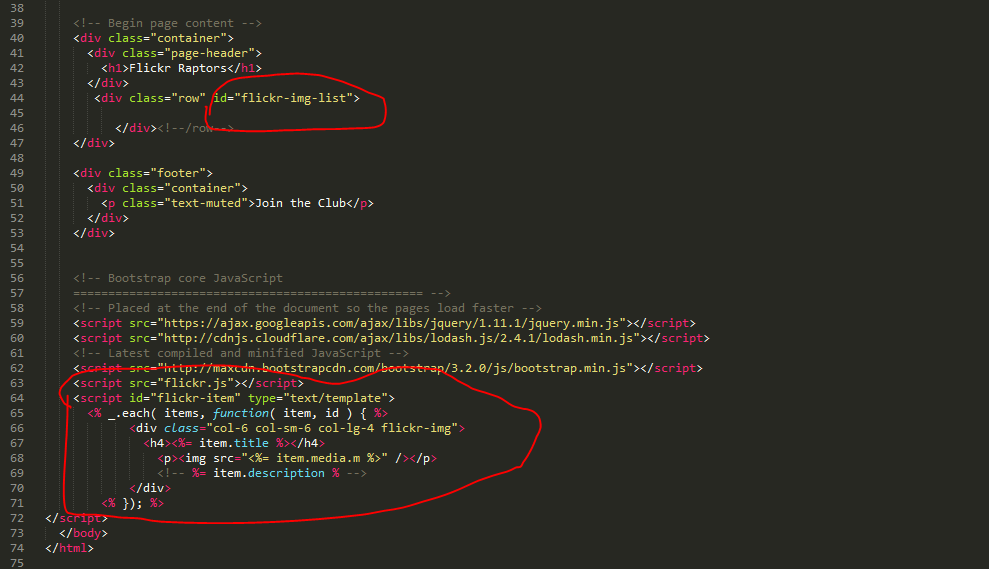 38
39 <!-- Begin page content -->
40 <div class="container">
41 <div class="page-header">
42 <h1>Flickr Raptors</h1>
43 </div>
44 <div class="row" id="flickr-img-list">
45
46 </div><!--/row-->
47 </div>
48
49 <div class="footer">
50 <div class="container">
51 <p class="text-muted">Join the Club</p>
52 </div>
53 </div>
54
55
56 <!-- Bootstrap core JavaScript
57 ================================================== -->
58 <!-- Placed at the end of the document so the pages load faster -->
59 <script src="https://ajax.googleapis.com/ajax/libs/jquery/1.11.1/jquery.min.js"></script>
60 <script src="http://cdnjs.cloudflare.com/ajax/libs/lodash.js/2.4.1/lodash.min.js"></script>
61 <!-- Latest compiled and minified JavaScript -->
62 <script src="http://maxcdn.bootstrapcdn.com/bootstrap/3.2.0/js/bootstrap.min.js"></script>
63 <script src="flickr.js"></script>
64 <script id="flickr-item" type="text/template">
65 <% _.each( items, function( item, id ) { %>
66 <div class="col-6 col-sm-6 col-lg-4 flickr-img">
67 <h4><%= item.title %></h4>
68 <p><img src="<%= item.media.m %>" /></p>
69 <!-- %= item.description % -->
70 </div>
71 <% }); %>
72 </script>
73 </body>
74 </html>
75